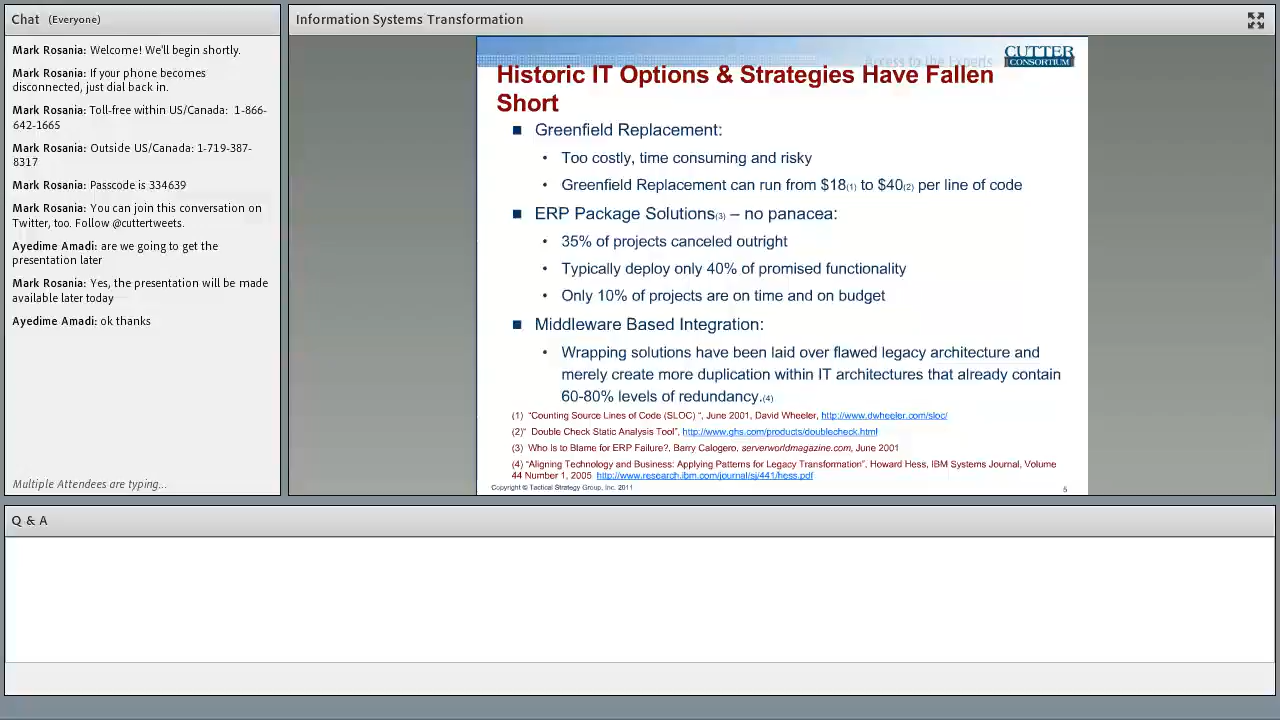 Chat (Everyone)
Mark Rosania: Welcome! We'll begin shortly.
Mark Rosania: If your phone becomes
disconnected, just dial back in.
Mark Rosania: Toll-free within US/Canada: 1-866-
642-1665
Mark Rosania: Outside US/Canada: 1-719-387-
8317
Mark Rosania: Passcode is 334639
Mark Rosania: You can join this conversation on
Twitter, too. Follow @cuttertweets.
Ayedime Amadi: are we going to get the
presentation later
Mark Rosania: Yes, the presentation will be made
available later today
Ayedime Amadi: ok thanks
Multiple Attendees are typing...
Information Systems Transformation
Access to the Experts
CUTTER
CONSORTIUM
Historic IT Options & Strategies Have Fallen
Short
■ Greenfield Replacement:
• Too costly, time consuming and risky
• Greenfield Replacement can run from $18(1) to $40(2) per line of code
■ ERP Package Solutions(3) – no panacea:
• 35% of projects canceled outright
• Typically deploy only 40% of promised functionality
• Only 10% of projects are on time and on budget
■ Middleware Based Integration:
• Wrapping solutions have been laid over flawed legacy architecture and
merely create more duplication within IT architectures that already contain
60-80% levels of redundancy.(4)
(1) "Counting Source Lines of Code (SLOC) ", June 2001, David Wheeler, http://www.dwheeler.com/sloc/
(2)" Double Check Static Analysis Tool", http://www.ghs.com/products/doublecheck.html
(3) Who Is to Blame for ERP Failure?, Barry Calogero, serverworldmagazine.com, June 2001
(4) "Aligning Technology and Business: Applying Patterns for Legacy Transformation", Howard Hess, IBM Systems Journal, Volume
44 Number 1, 2005 http://www.research.ibm.com/journal/sj/441/hess.pdf
Copyright © Tactical Strategy Group, Inc. 2011
5
Q & A